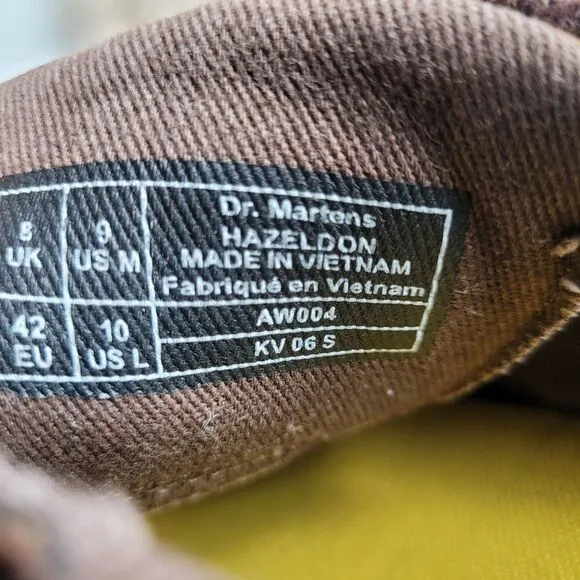 8
UK
9
US M
42
EU
10
US L
Dr. Martens
HAZELDON
MADE IN VIETNAM
Fabriqué en Vietnam
AW004
KV 06 S